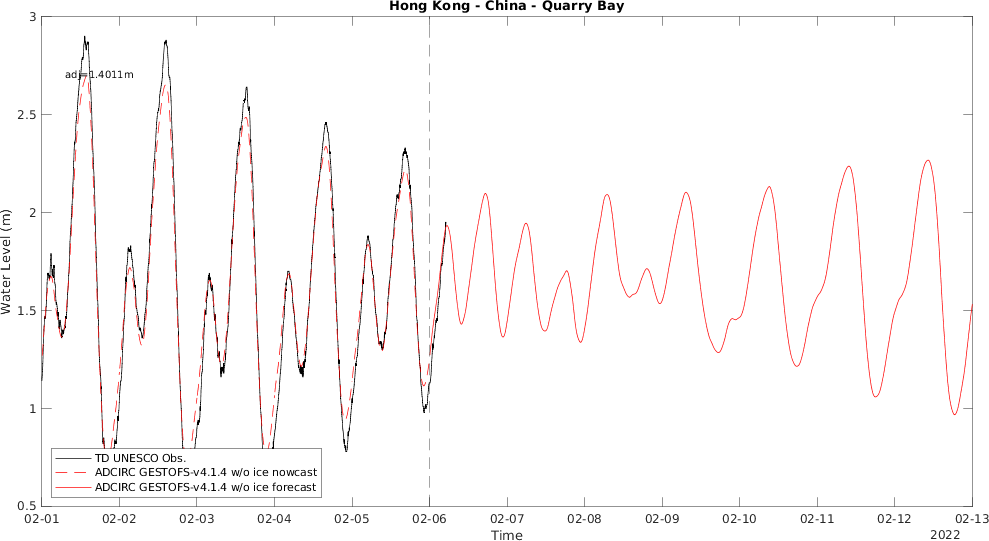 Hong Kong - China - Quarry Bay
3
2.5
2
1.5
1
0.5
Water Level (m)
adj=1.4011m
TD UNESCO Obs.
ADCIRC GESTOFS-v4.1.4 w/o ice nowcast
ADCIRC GESTOFS-v4.1.4 w/o ice forecast
02-01 02-02 02-03 02-04 02-05 02-06 02-07 02-08 02-09 02-10 02-11 02-12 02-13
Time
2022